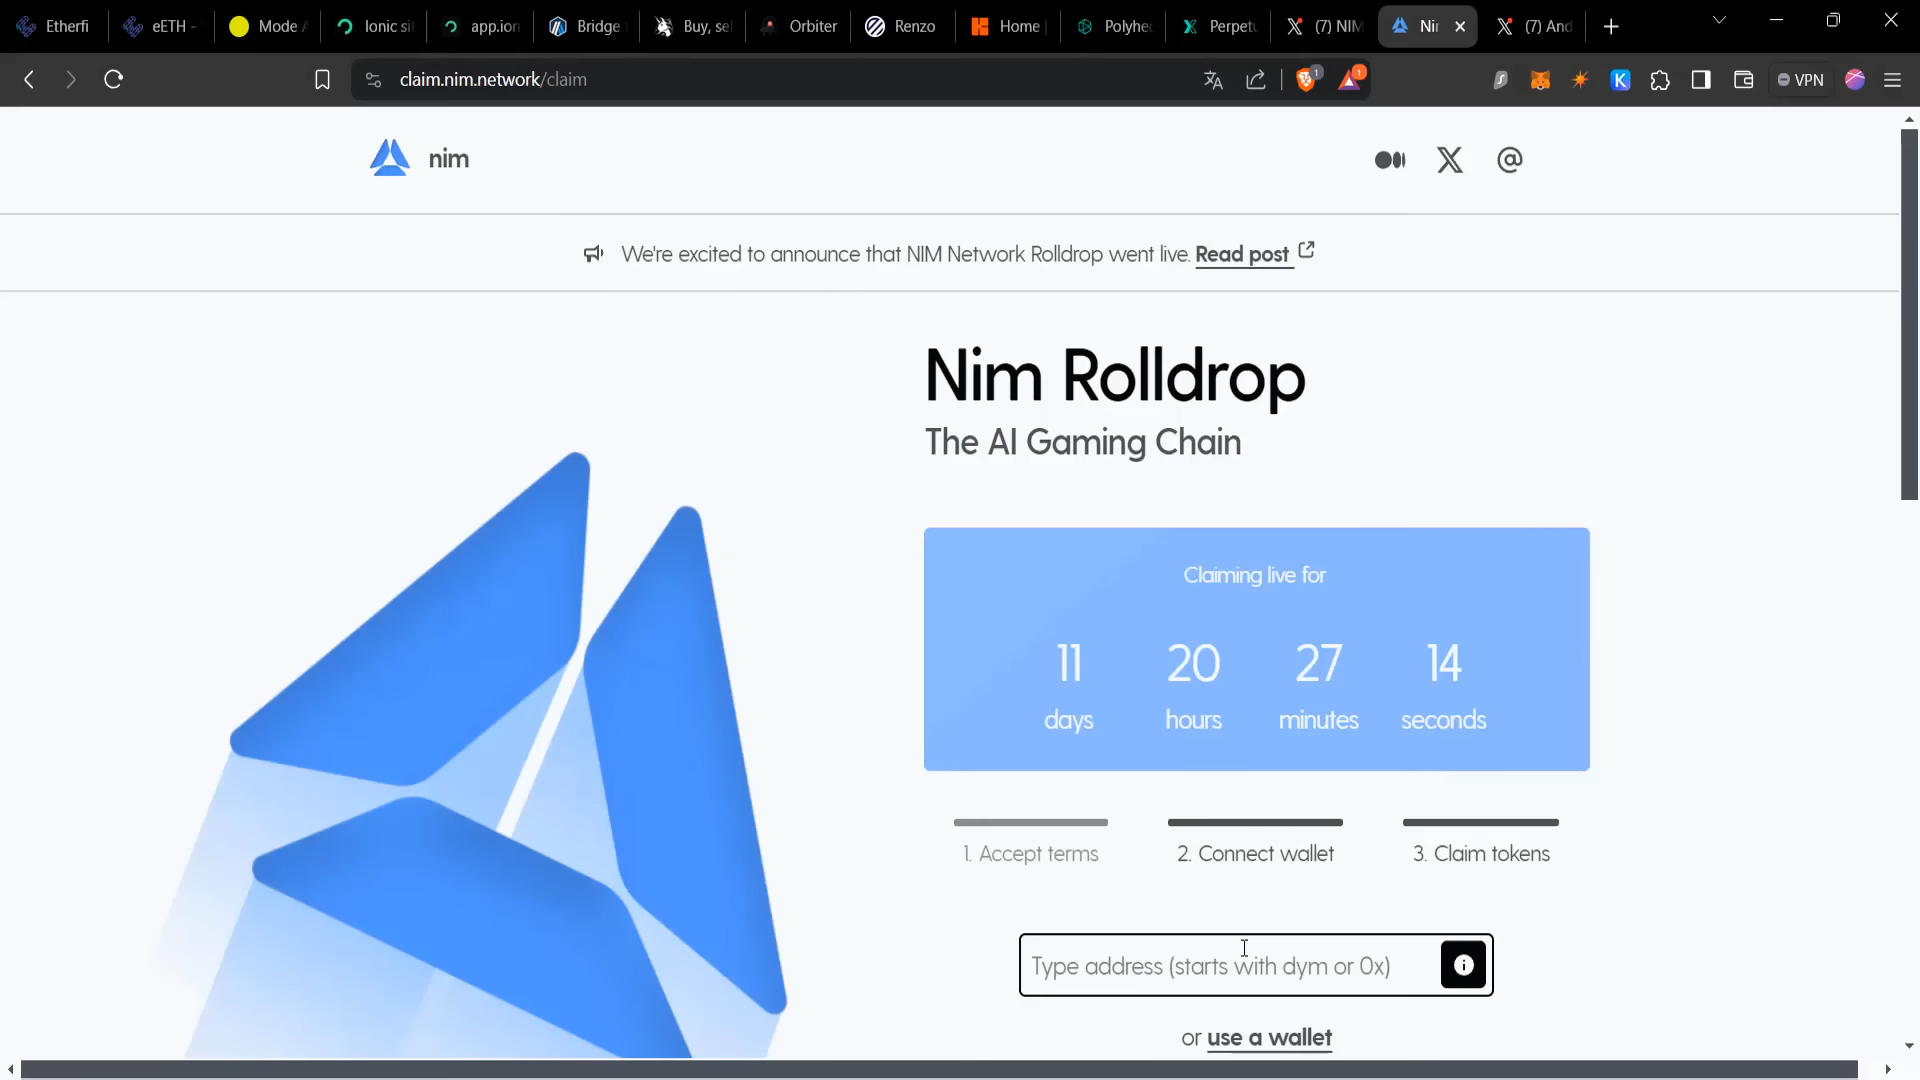 Etherfi
eETH -
Mode
Ionic si
app.ion
Bridge
Buy, se
Orbiter
Renzo
Home
Polyhe
Perpetu
(7) NIM
Ni
(7) And
claim.nim.network/claim
1
1
K
VPN
nim
We're excited to announce that NIM Network Rolldrop went live. Read post
Nim Rolldrop
The AI Gaming Chain
Claiming live for
11 20 27 14
days hours minutes seconds
1. Accept terms 2. Connect wallet 3. Claim tokens
Type address (starts with dym or 0x)
or use a wallet